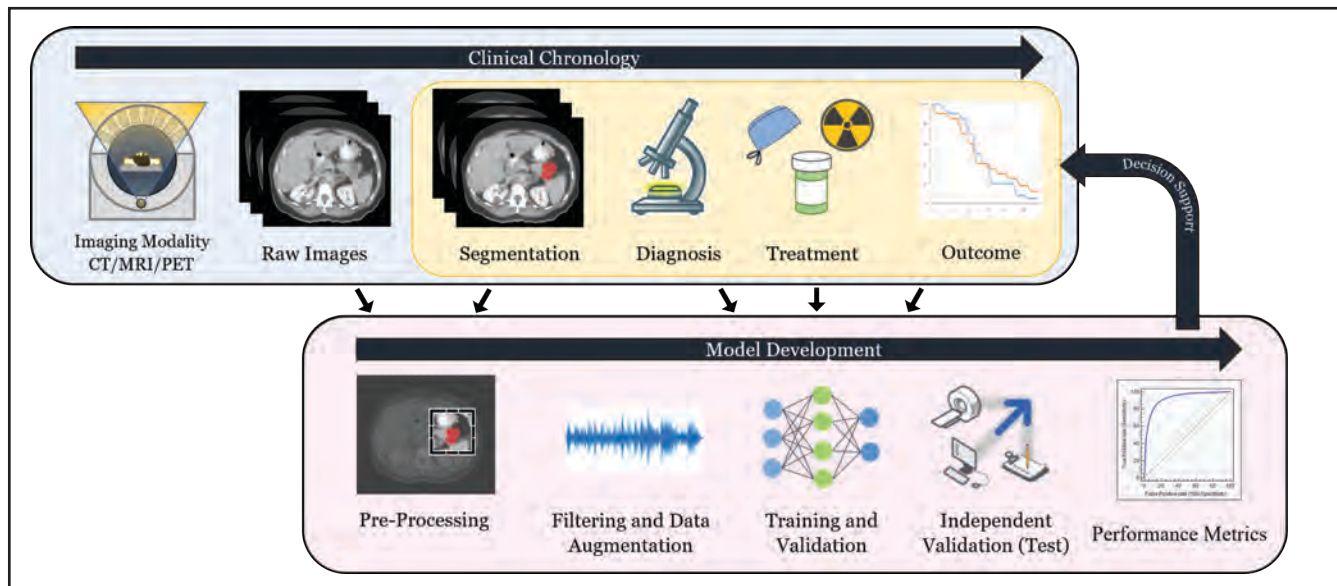 Clinical Chronology
Imaging Modality
CT/MRI/PET
Raw Images
Segmentation
Diagnosis
Treatment
Outcome
Decision Support
Model Development
Pre-Processing
Filtering and Data
Augmentation
Training and
Validation
Independent
Validation (Test)
Performance Metrics